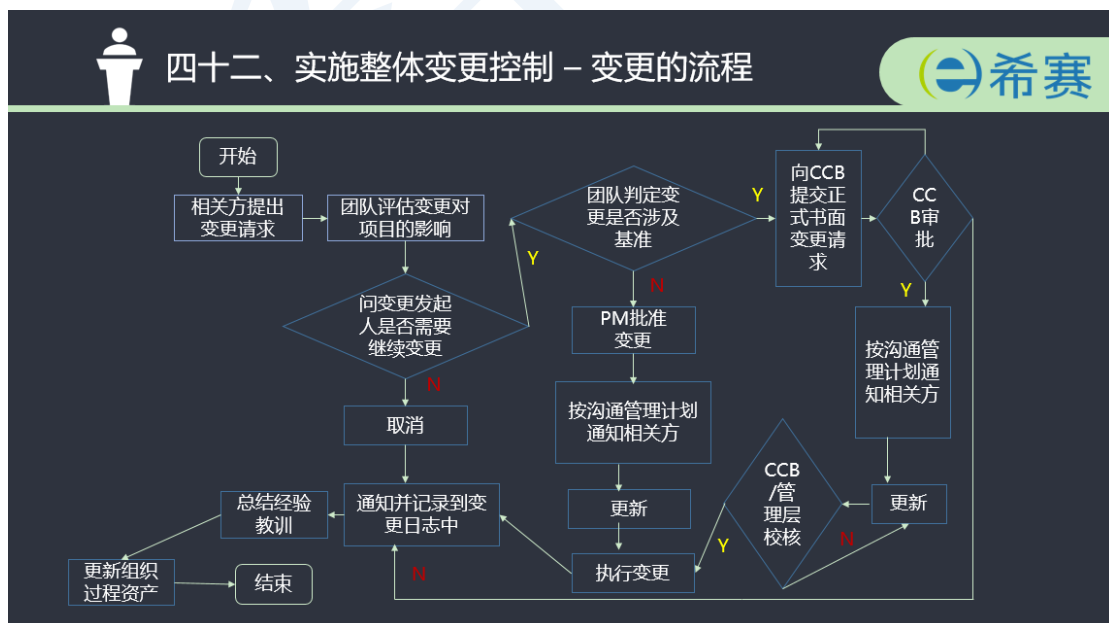 四十二、实施整体变更控制 – 变更的流程
希赛
开始
相关方提出
变更请求
团队评估变更对
项目的影响
问变更发起
人是否需要
继续变更
Y
N
取消
通知并记录到变
更日志中
总结经验
教训
更新组织
过程资产
结束
团队判定变
更是否涉及
基准
Y
N
PM批准
变更
按沟通管理计划
通知相关方
更新
执行变更
向CCB
提交正
式书面
变更请
求
CC
B审
批
Y
N
按沟通管
理计划通
知相关方
更新
CCB
/管
理层
校核
Y
N